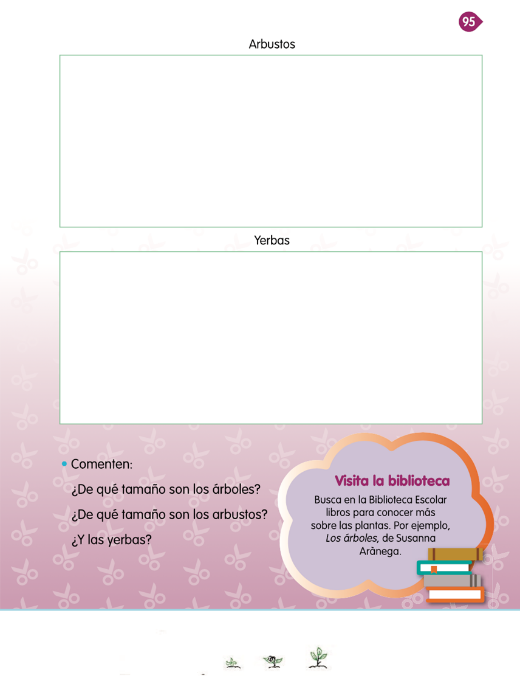 95
Arbustos
Yerbas
• Comenten:
¿De qué tamaño son los árboles?
¿De qué tamaño son los arbustos?
¿Y las yerbas?
Visita la biblioteca
Busca en la Biblioteca Escolar
libros para conocer más
sobre las plantas. Por ejemplo,
Los árboles, de Susanna
Arànega.